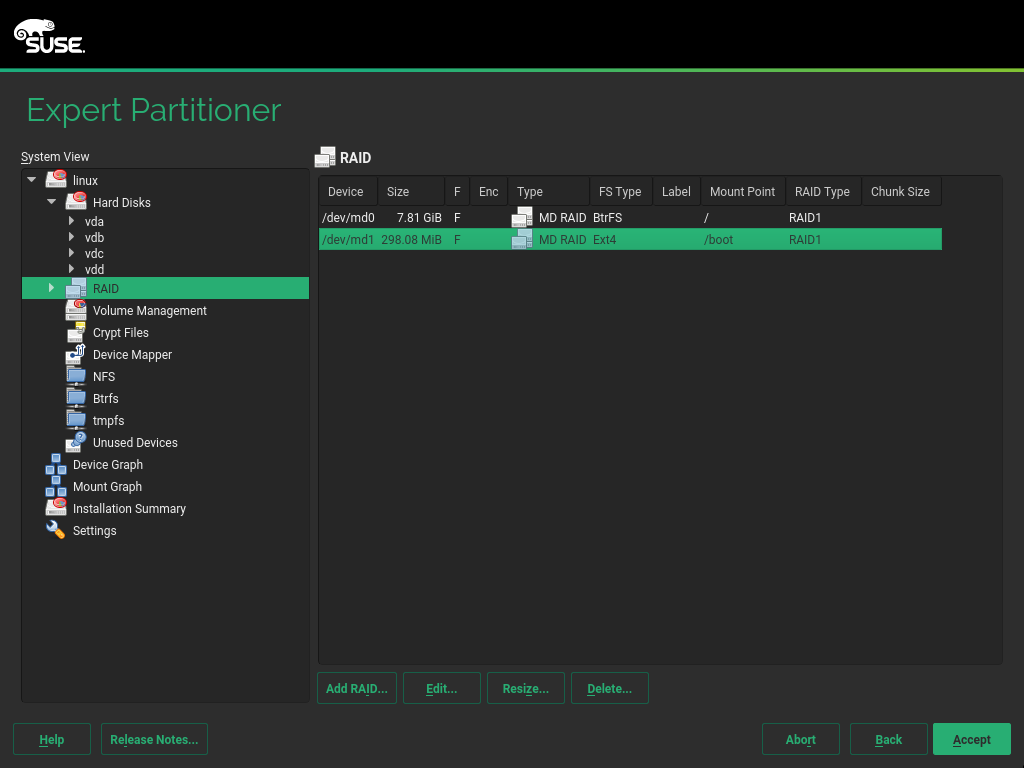 SUSE.
Expert Partitioner
System View
linux
Hard Disks
vda
vdb
vdc
vdd
RAID
Volume Management
Crypt Files
Device Mapper
NFS
Btrfs
tmpfs
Unused Devices
Device Graph
Mount Graph
Installation Summary
Settings
RAID
Device Size F Enc Type FS Type Label Mount Point RAID Type Chunk Size
/dev/md0 7.81 GiB F MD RAID BtrFS / RAID1
/dev/md1 298.08 MiB F MD RAID Ext4 /boot RAID1
Add RAID... Edit... Resize... Delete...
Help Release Notes... Abort Back Accept